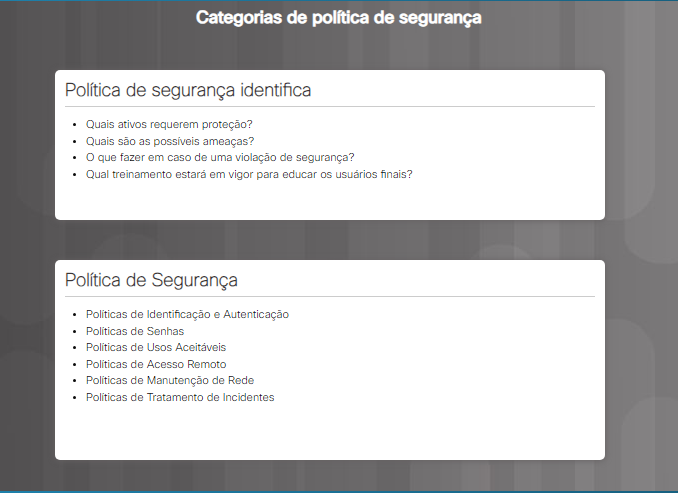 Categorias de política de segurança
Política de segurança identifica
Quais ativos requerem proteção?
Quais são as possíveis ameaças?
O que fazer em caso de uma violação de segurança?
Qual treinamento estará em vigor para educar os usuários finais?
Política de Segurança
Políticas de Identificação e Autenticação
Políticas de Senhas
Políticas de Usos Aceitáveis
Políticas de Acesso Remoto
Políticas de Manutenção de Rede
Políticas de Tratamento de Incidentes